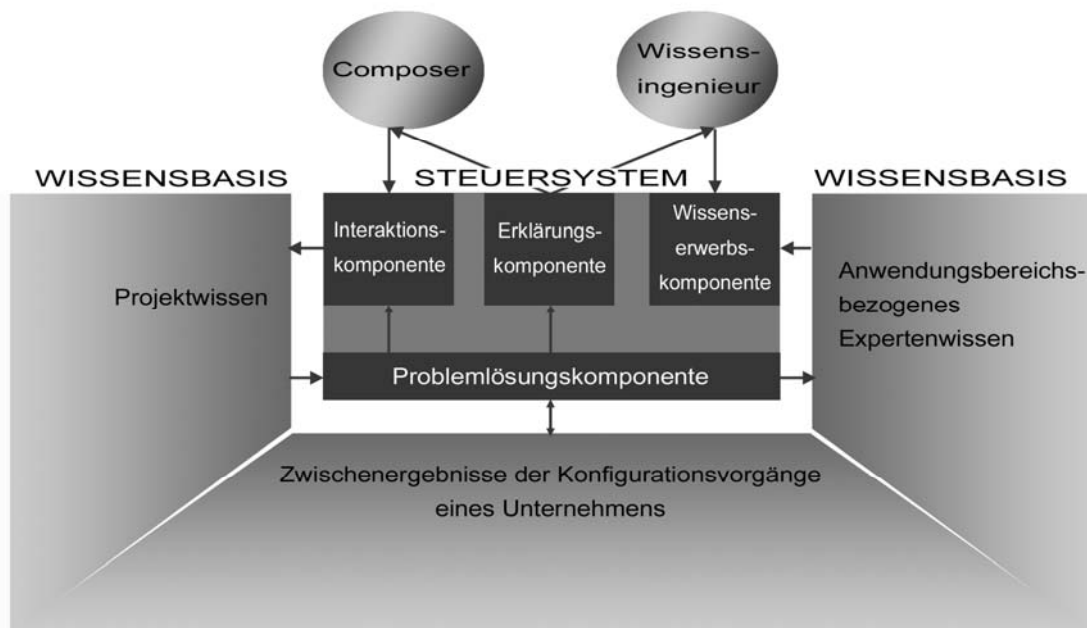 Composer
Wissens-
ingenieur
WISSENSBASIS
STEUERSYSTEM
WISSENSBASIS
Interaktions-
komponente
Erklärungs-
komponente
Wissens-
erwerbs-
komponente
Projektwissen
Anwendungsbereichs-
bezogenes
Expertenwissen
Problemlösungskomponente
Zwischenergebnisse der Konfigurationsvorgänge
eines Unternehmens